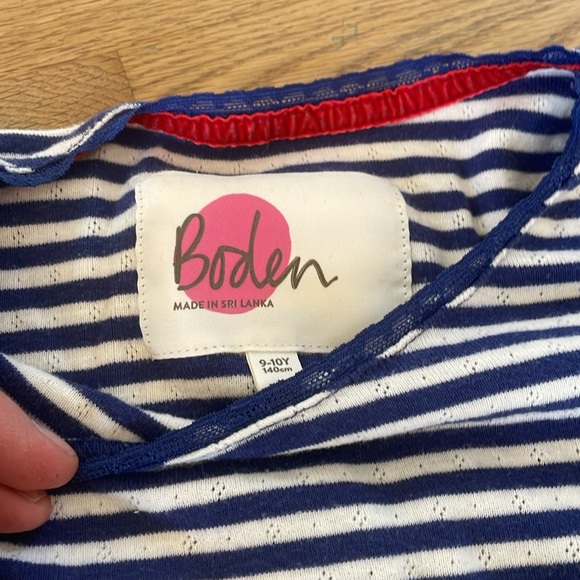 Boden
MADE IN SRI LANKA
9-10Y
140cm